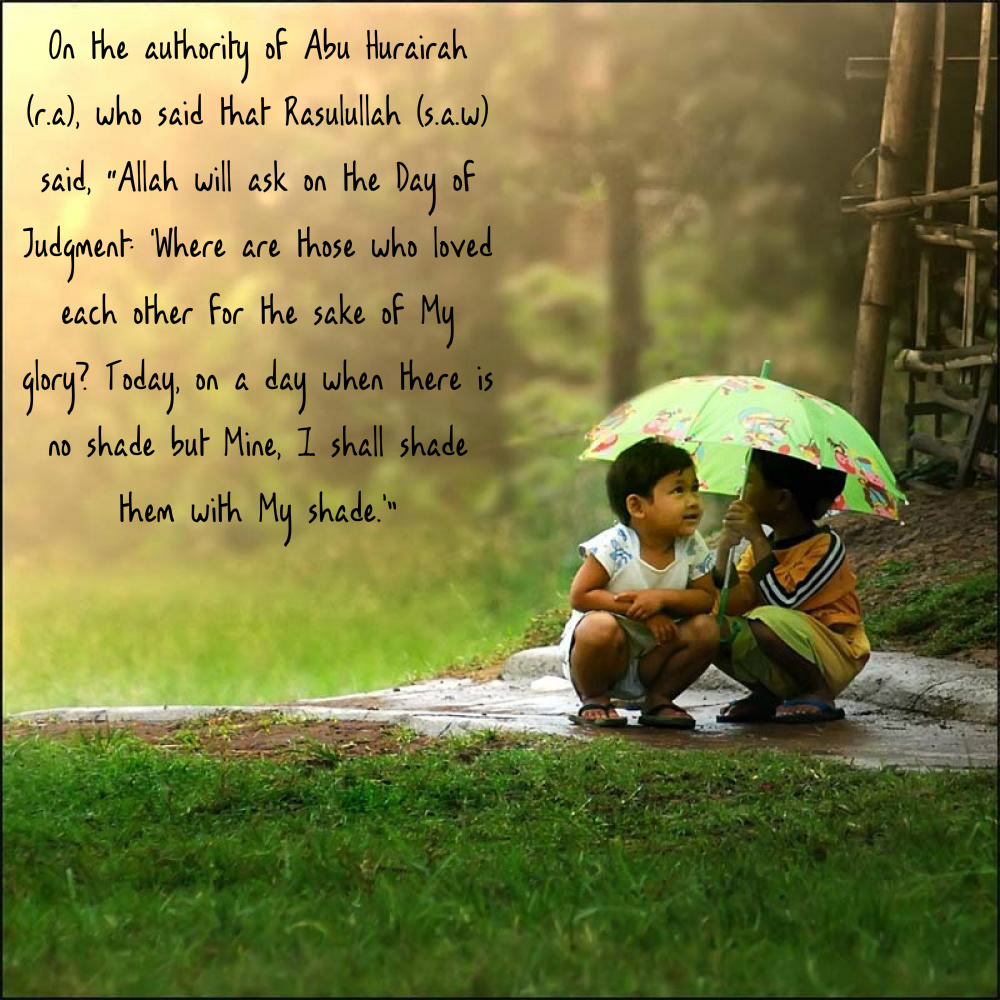 On the authority of Abu Hurairah
(r.a), who said that Rasulullah (s.a.w)
said, "Allah will ask on the Day of
Judgment: 'Where are those who loved
each other for the sake of My
glory? Today, on a day when there is
no shade but Mine, I shall shade
them with My shade.'"